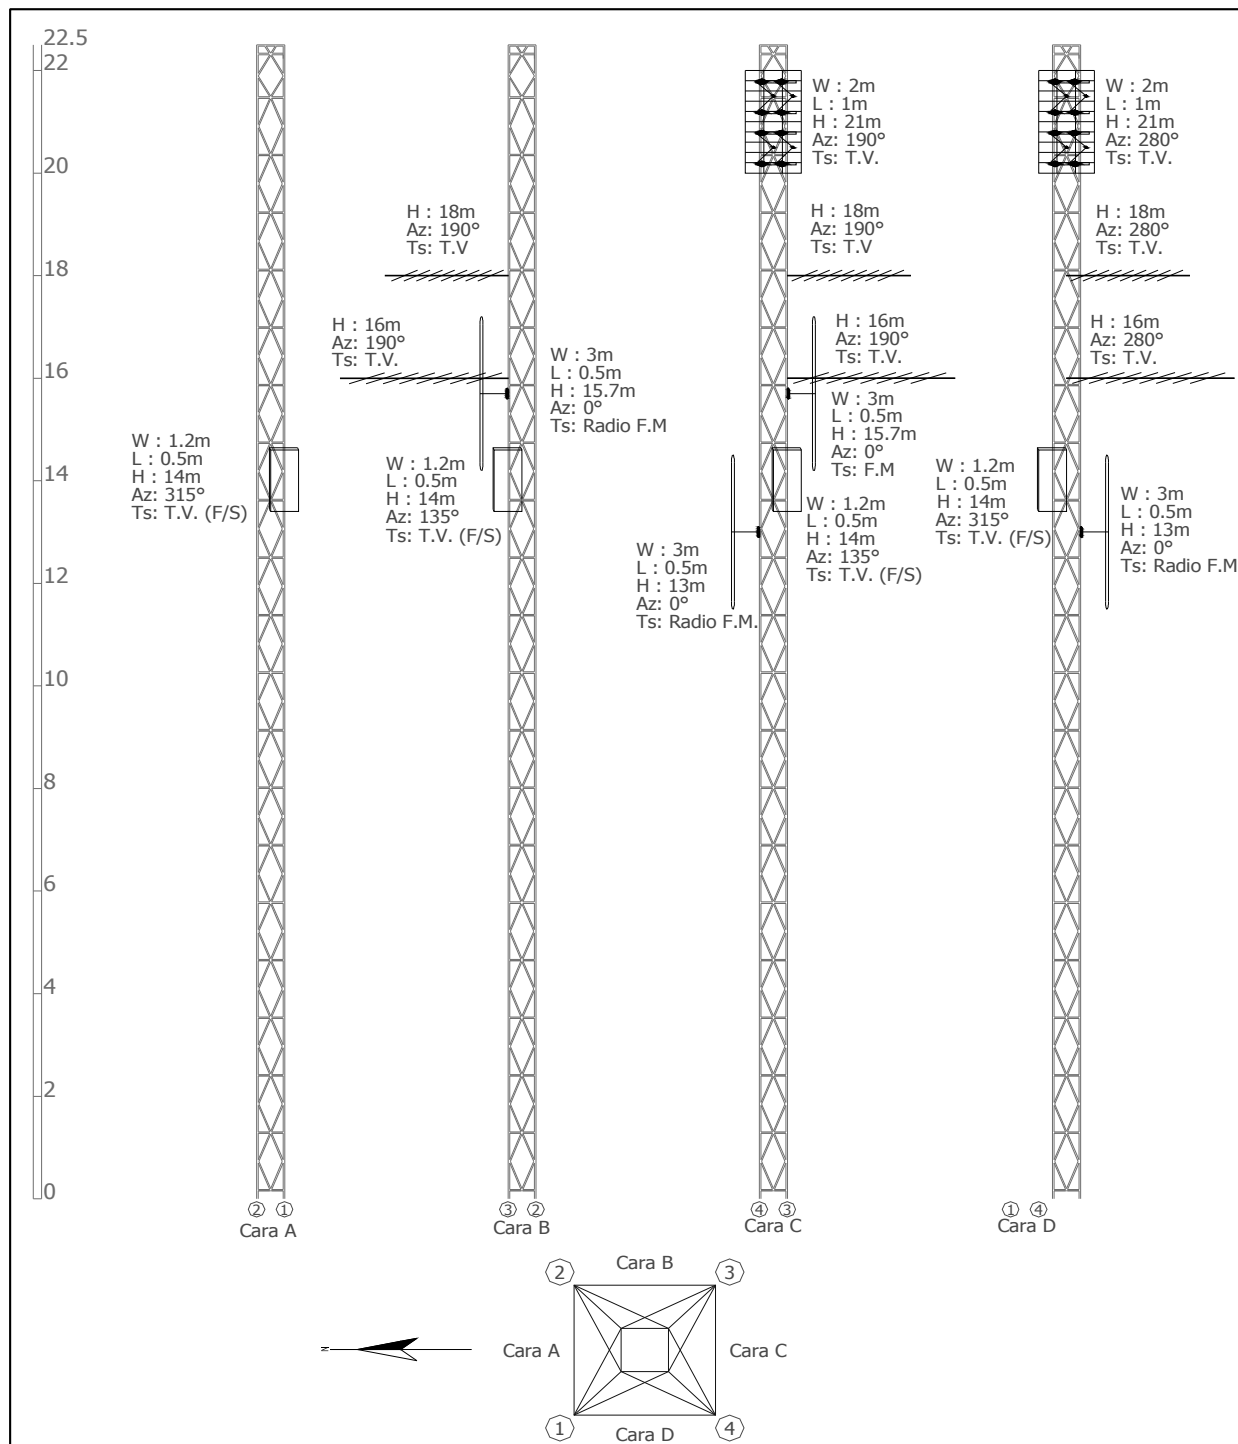 22.5
22
20
18
16
14
12
10
8
6
4
2
0
W : 1.2m
L : 0.5m
H : 14m
Az: 315°
Ts: T.V. (F/S)
② ①
Cara A
H : 18m
Az: 190°
Ts: T.V
H : 16m
Az: 190°
Ts: T.V.
W : 3m
L : 0.5m
H : 15.7m
Az: 0°
Ts: Radio F.M
W : 1.2m
L : 0.5m
H : 14m
Az: 135°
Ts: T.V. (F/S)
③ ②
Cara B
W : 2m
L : 1m
H : 21m
Az: 190°
Ts: T.V.
H : 18m
Az: 190°
Ts: T.V
H : 16m
Az: 190°
Ts: T.V.
W : 3m
L : 0.5m
H : 15.7m
Az: 0°
Ts: F.M
W : 1.2m
L : 0.5m
H : 14m
Az: 135°
Ts: T.V. (F/S)
W : 3m
L : 0.5m
H : 13m
Az: 0°
Ts: Radio F.M.
④ ③
Cara C
W : 2m
L : 1m
H : 21m
Az: 280°
Ts: T.V.
H : 18m
Az: 280°
Ts: T.V.
H : 16m
Az: 280°
Ts: T.V.
W : 1.2m
L : 0.5m
H : 14m
Az: 315°
Ts: T.V. (F/S)
W : 3m
L : 0.5m
H : 13m
Az: 0°
Ts: Radio F.M
① ④
Cara D
② Cara B ③
N
Cara A
Cara C
① Cara D ④